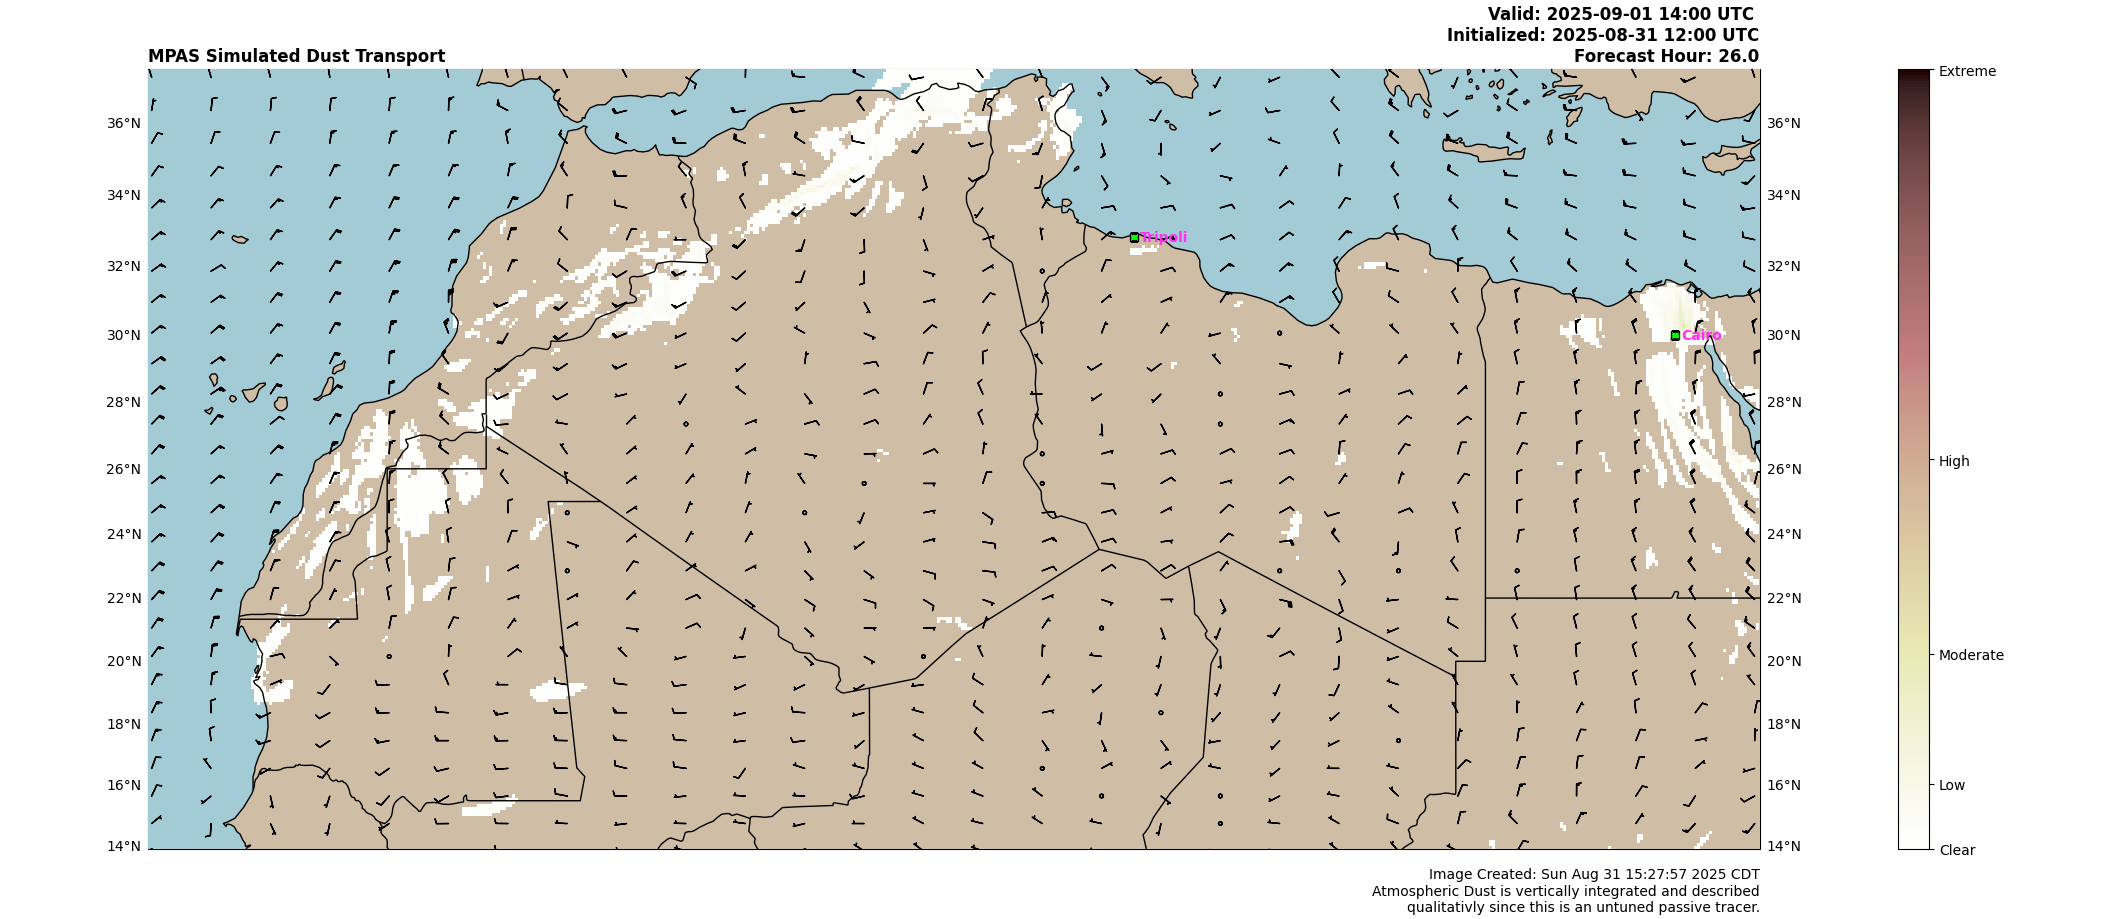 Valid: 2025-09-01 14:00 UTC
Initialized: 2025-08-31 12:00 UTC
MPAS Simulated Dust Transport
Forecast Hour: 26.0
Extreme
36°N
36°N
34°N
34°N
Tripoli
32°N
32°N
30°N
Cairo
30°N
28°N
28°N
26°N
26°N
High
24°N
24°N
22°N
22°N
20°N
20°N
Moderate
18°N
18°N
16°N
16°N
Low
14°N
14°N
Clear
Image Created: Sun Aug 31 15:27:57 2025 CDT
Atmospheric Dust is vertically integrated and described
qualitativly since this is an untuned passive tracer.